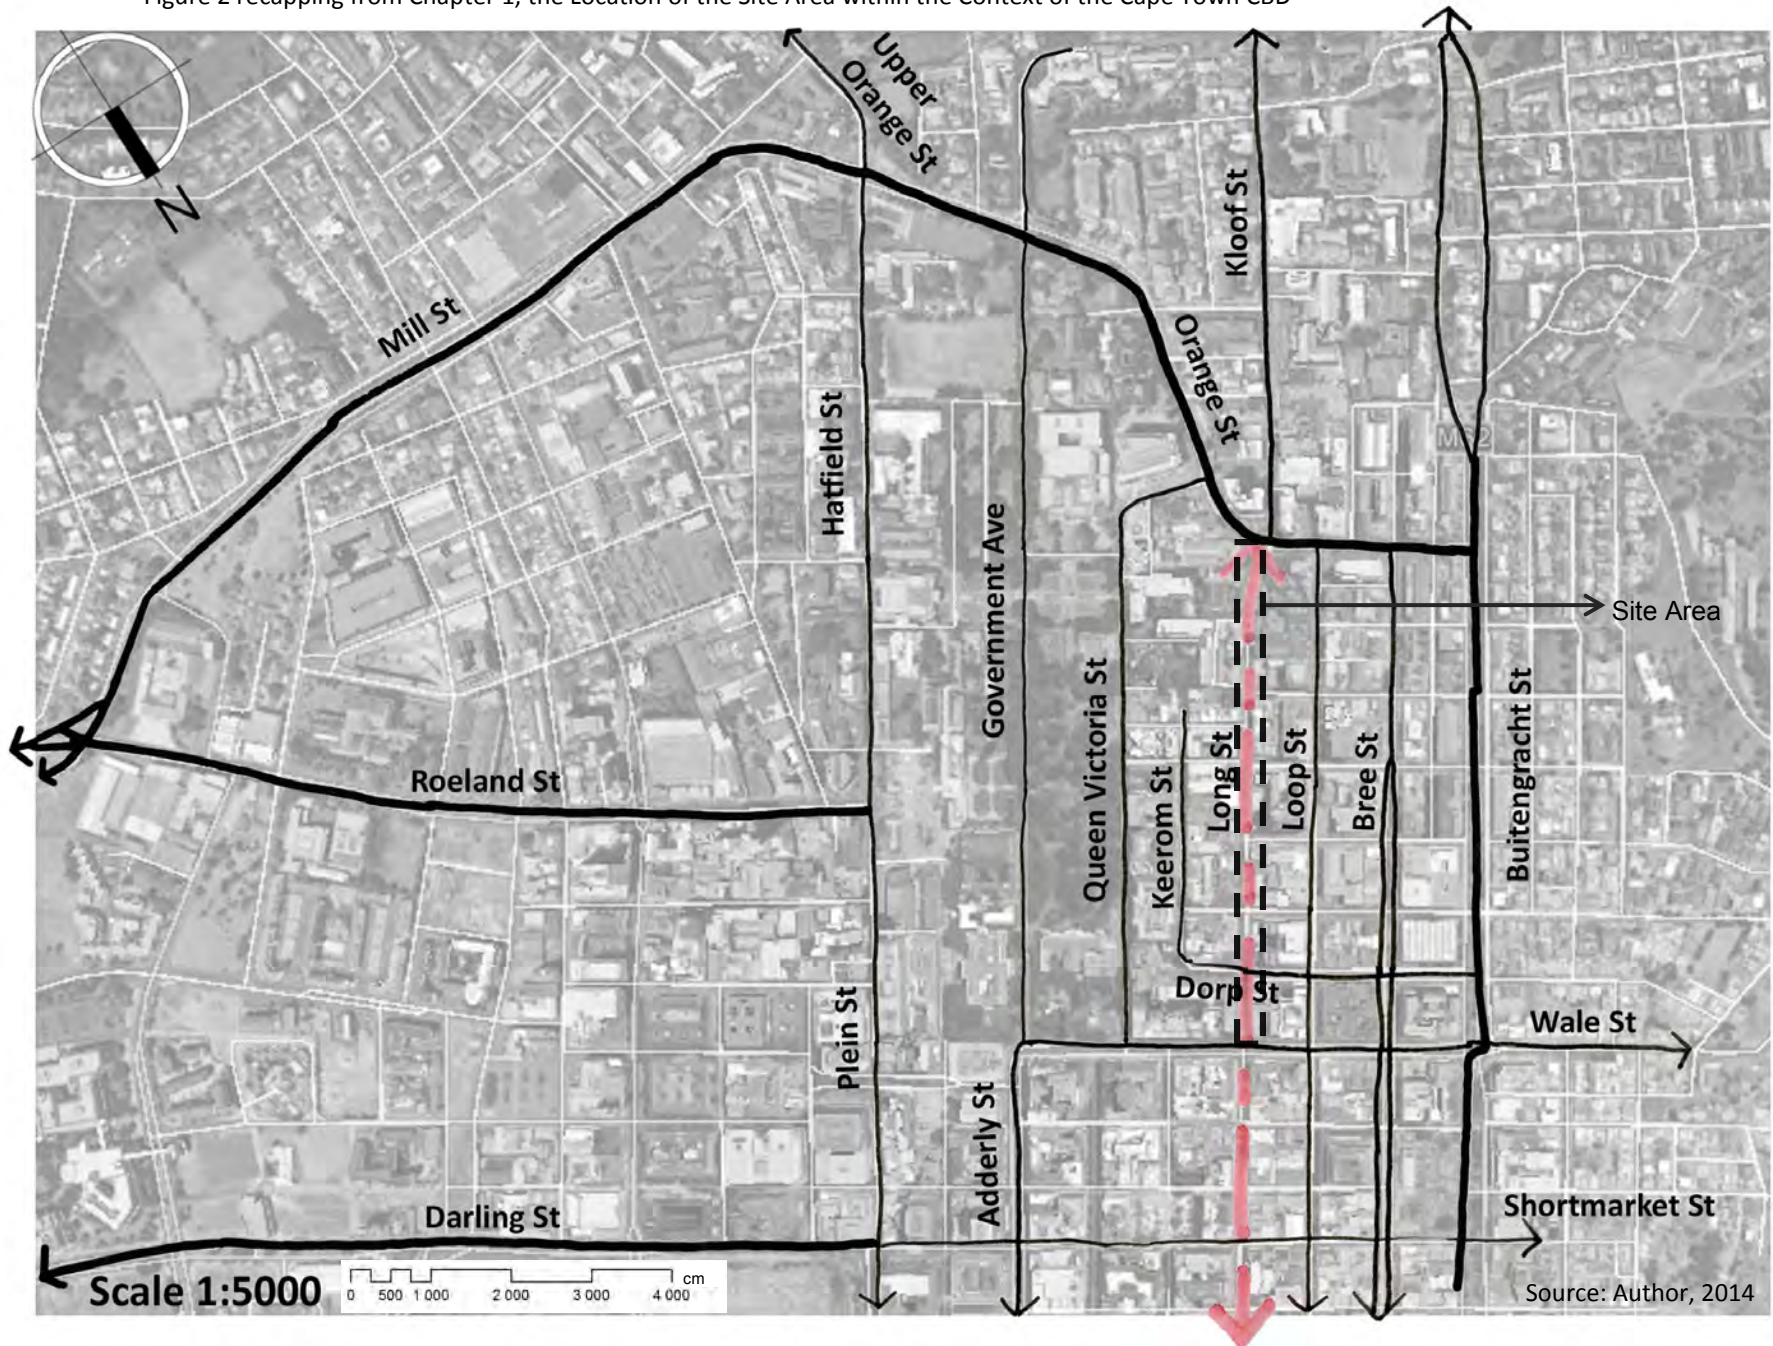 Figure 2 recapping from Chapter 1, the Location of the Site Area within the Context of the Cape Town CBD
N
Upper
Orange St
Kloof St
Mill St
Orange St
M 2
Hatfield St
Government Ave
Site Area
Queen Victoria St
Keerom St
Long St
Loop St
Bree St
Buitengracht St
Roeland St
Dorp St
Plein St
Wale St
Adderly St
Darling St
Shortmarket St
Scale 1:5000
0 500 1 000 2 000 3 000 4 000 cm
Source: Author, 2014